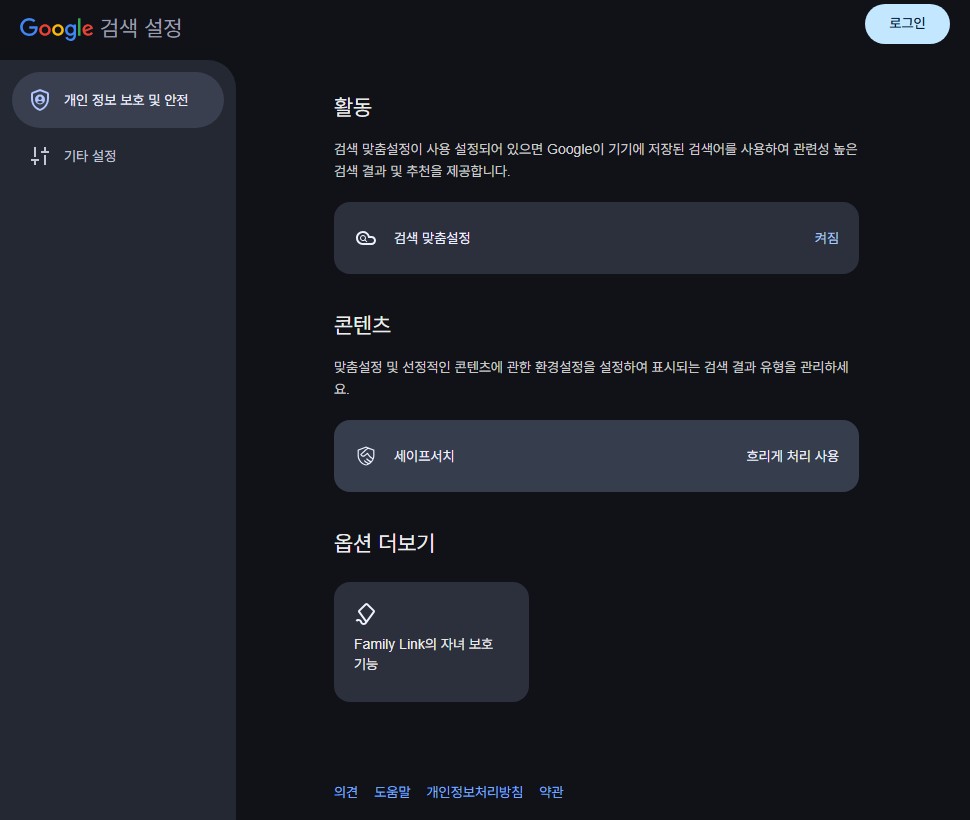 Google 검색 설정
로그인
개인 정보 보호 및 안전
기타 설정
활동
검색 맞춤설정이 사용 설정되어 있으면 Google이 기기에 저장된 검색어를 사용하여 관련성 높은
검색 결과 및 추천을 제공합니다.
검색 맞춤설정
켜짐
콘텐츠
맞춤설정 및 선정적인 콘텐츠에 관한 환경설정을 설정하여 표시되는 검색 결과 유형을 관리하세
요.
세이프서치
흐리게 처리 사용
옵션 더보기
Family Link의 자녀 보호
기능
의견 도움말 개인정보처리방침 약관